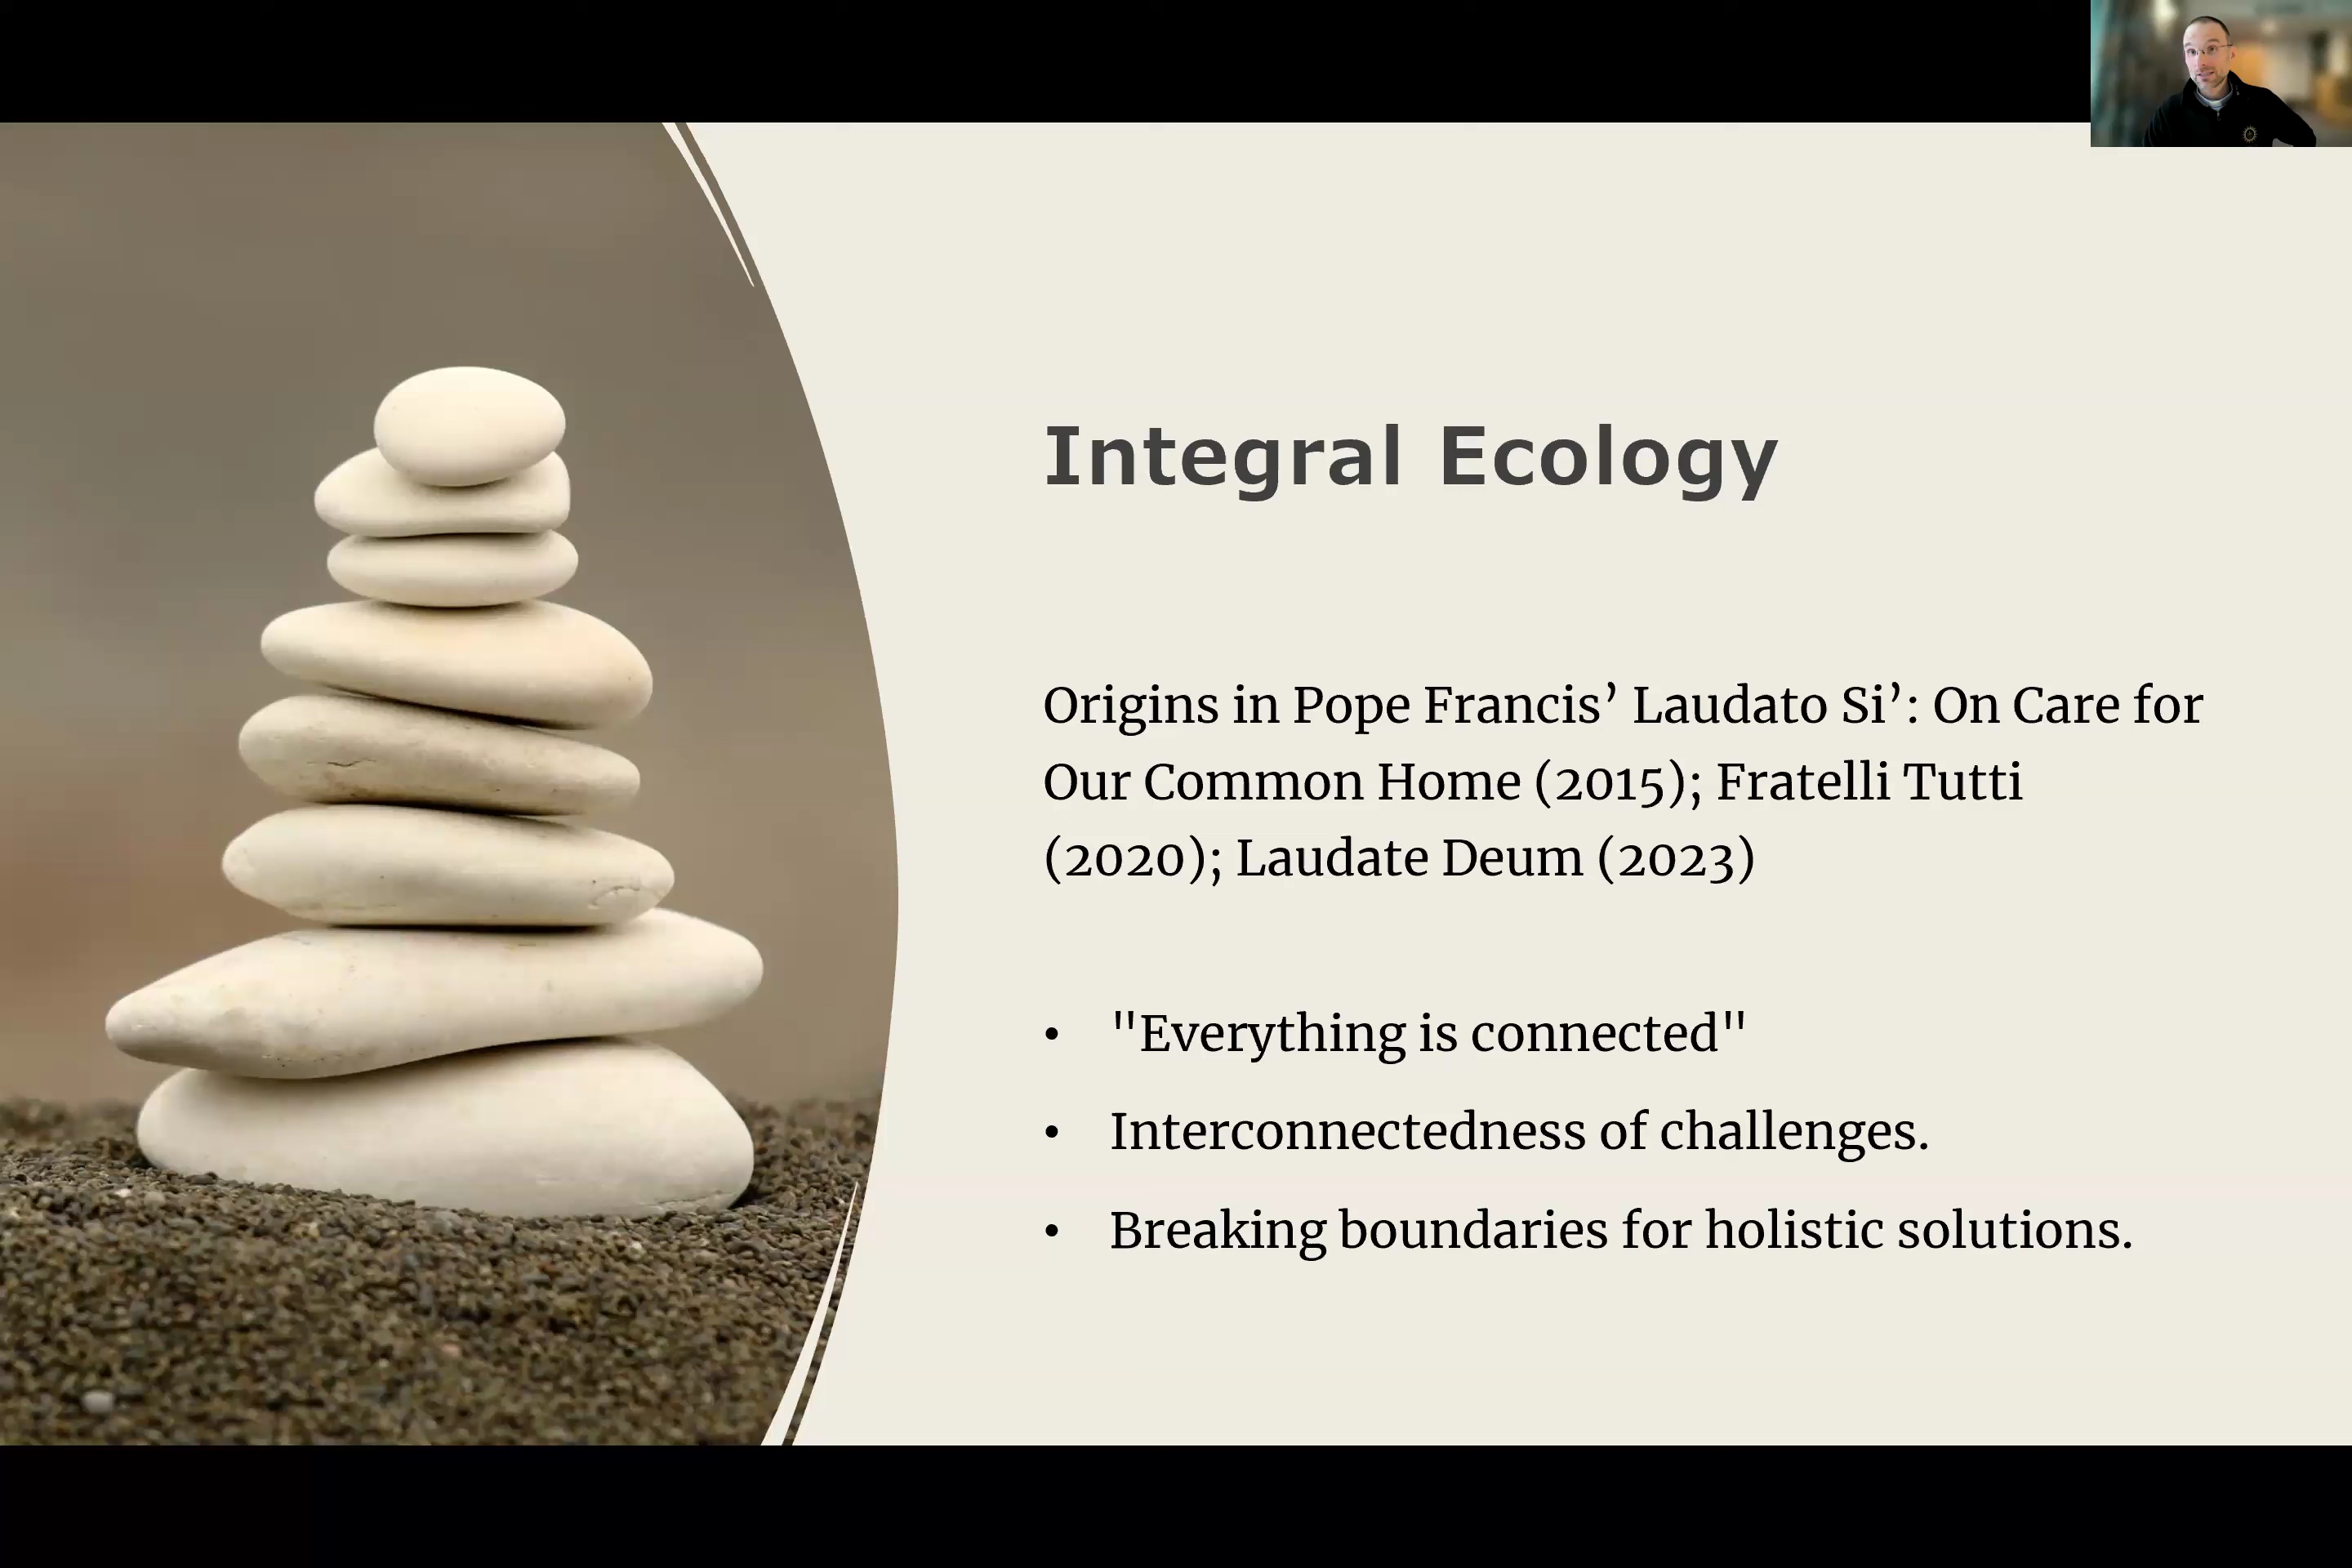 Integral Ecology
Origins in Pope Francis’ Laudato Si’: On Care for
Our Common Home (2015); Fratelli Tutti
(2020); Laudate Deum (2023)
• "Everything is connected"
• Interconnectedness of challenges.
• Breaking boundaries for holistic solutions.